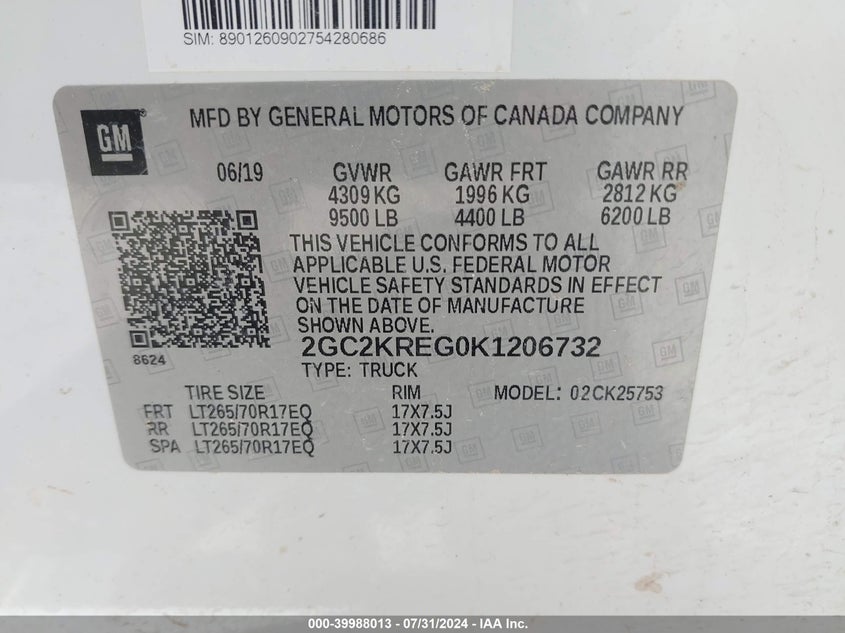 SIM: 8901260902754280686
GM
MFD BY GENERAL MOTORS OF CANADA COMPANY
06/19 GVWR GAWR FRT GAWR RR
4309 KG 1996 KG 2812 KG
9500 LB 4400 LB 6200 LB
THIS VEHICLE CONFORMS TO ALL
APPLICABLE U.S. FEDERAL MOTOR
VEHICLE SAFETY STANDARDS IN EFFECT
ON THE DATE OF MANUFACTURE
SHOWN ABOVE.
2GC2KREG0K1206732
8624
TYPE: TRUCK
TIRE SIZE RIM MODEL: 02CK25753
FRT LT265/70R17EQ 17X7.5J
RR LT265/70R17EQ 17X7.5J
SPA LT265/70R17EQ 17X7.5J
000-39988013 - 07/31/2024 - IAA Inc.